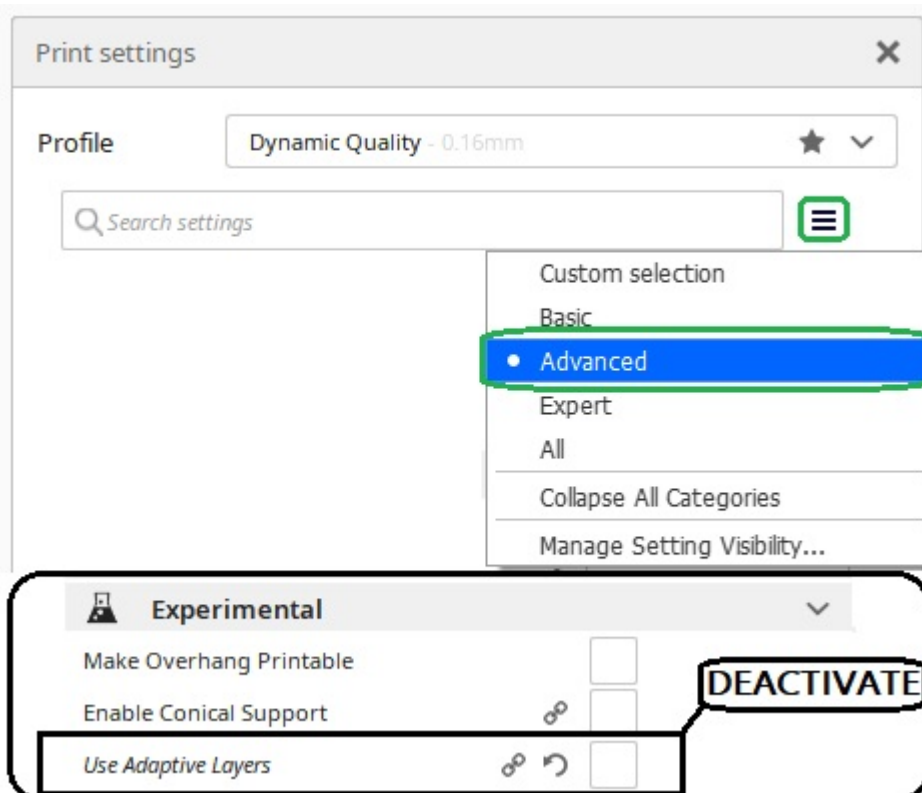 Print settings
Profile
Dynamic Quality - 0.16mm
Search settings
Custom selection
Basic
Advanced
Expert
All
Collapse All Categories
Manage Setting Visibility...
Experimental
Make Overhang Printable
DEACTIVATE
Enable Conical Support
Use Adaptive Layers